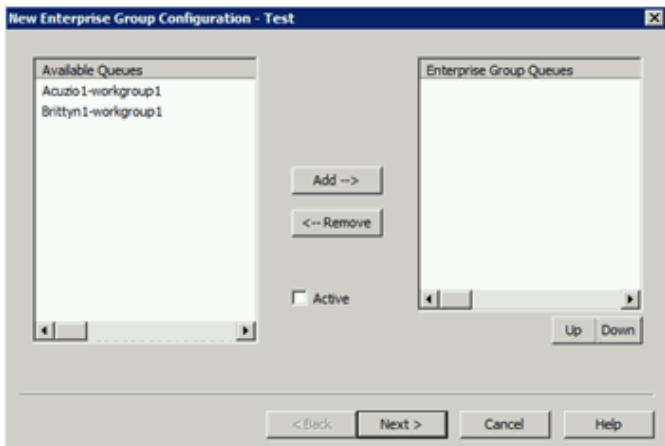 New Enterprise Group Configuration - Test
Available Queues
Acuzio1-workgroup1
Brittyn1-workgroup1
Enterprise Group Queues
Add -->
<-- Remove
Active
Up Down
< Back Next > Cancel Help